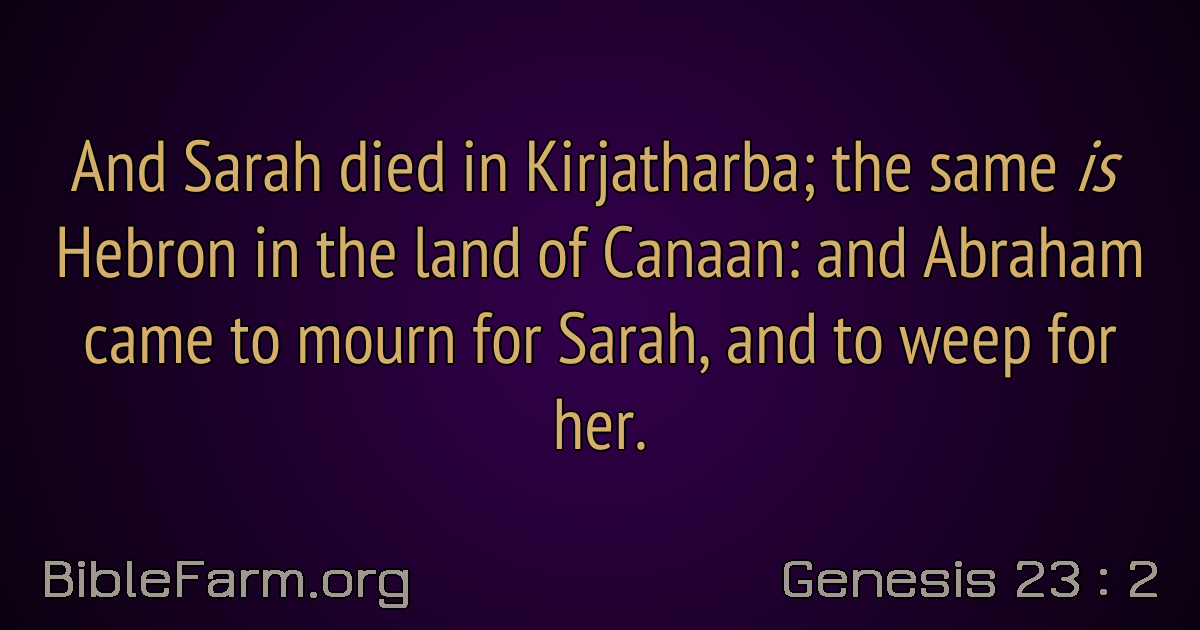 And Sarah died in Kirjatharba; the same is
Hebron in the land of Canaan: and Abraham
came to mourn for Sarah, and to weep for
her.
BibleFarm.org
Genesis 23 : 2